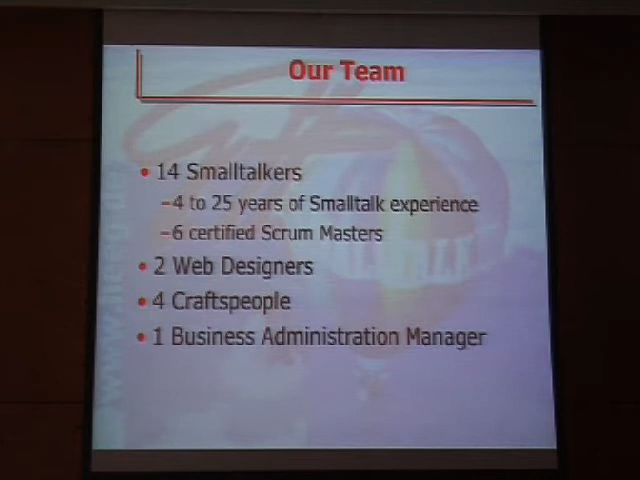 Our Team
• 14 Smalltalkers
–4 to 25 years of Smalltalk experience
–6 certified Scrum Masters
• 2 Web Designers
• 4 Craftspeople
• 1 Business Administration Manager